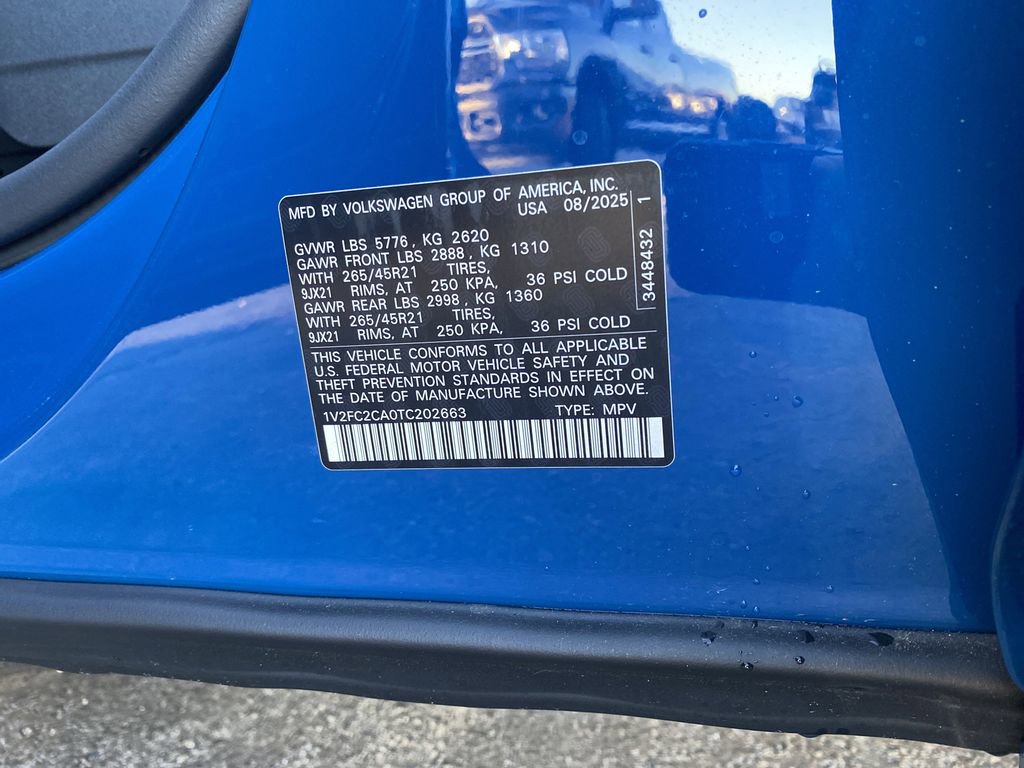 MFD BY VOLKSWAGEN GROUP OF AMERICA, INC.
USA 08/2025
GVWR LBS 5776, KG 2620
GAWR FRONT LBS 2888, KG 1310
WITH 265/45R21 TIRES,
9JX21 RIMS, AT 250 KPA, 36 PSI COLD
GAWR REAR LBS 2998, KG 1360
WITH 265/45R21 TIRES,
9JX21 RIMS, AT 250 KPA, 36 PSI COLD
3448432 1
THIS VEHICLE CONFORMS TO ALL APPLICABLE
U.S. FEDERAL MOTOR VEHICLE SAFETY AND
THEFT PREVENTION STANDARDS IN EFFECT ON
THE DATE OF MANUFACTURE SHOWN ABOVE.
1V2FC2CA0TC202663 TYPE: MPV